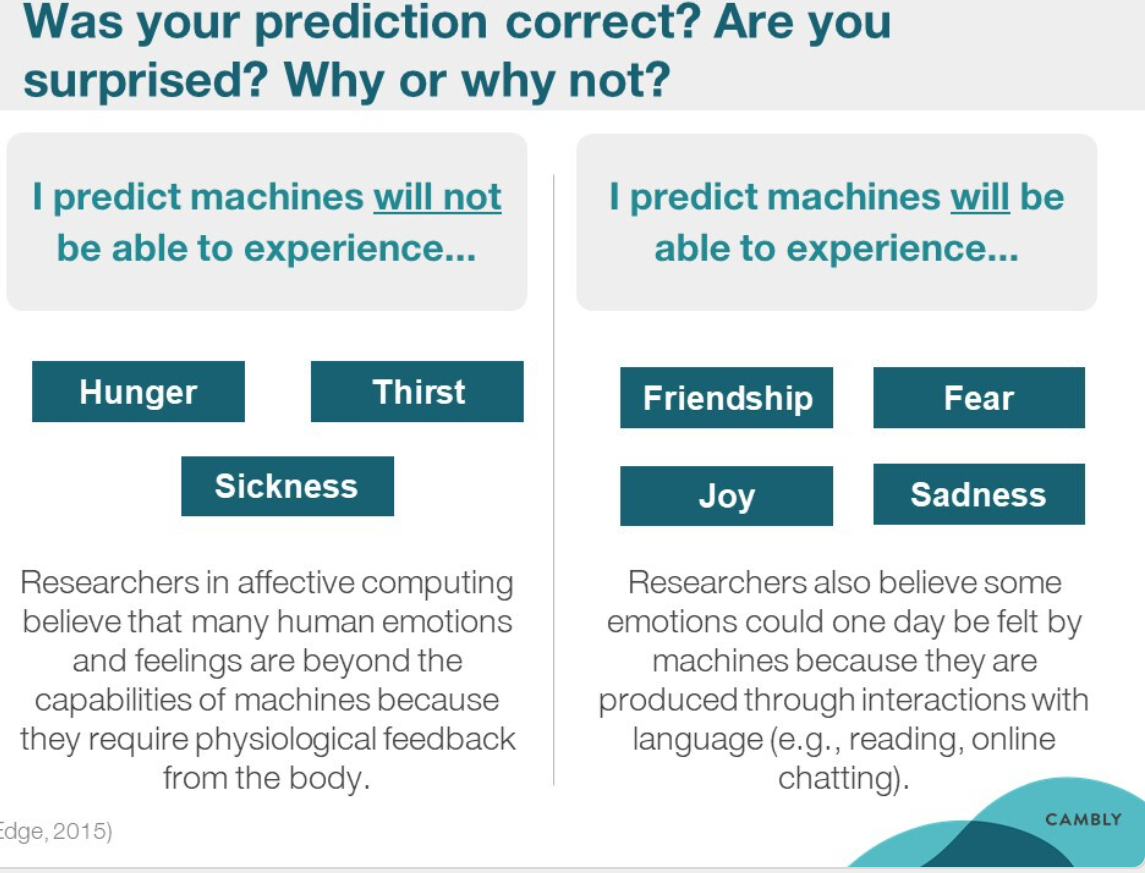 Was your prediction correct? Are you
surprised? Why or why not?
I predict machines will not
be able to experience...
Hunger
Thirst
Sickness
Researchers in affective computing
believe that many human emotions
and feelings are beyond the
capabilities of machines because
they require physiological feedback
from the body.
I predict machines will be
able to experience...
Friendship
Fear
Joy
Sadness
Researchers also believe some
emotions could one day be felt by
machines because they are
produced through interactions with
language (e.g., reading, online
chatting).
Edge, 2015)
CAMBLY